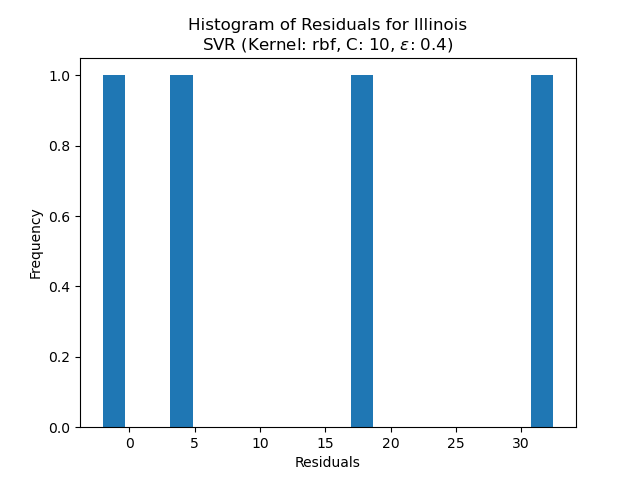 Histogram of Residuals for Illinois
SVR (Kernel: rbf, C: 10, ε: 0.4)
1.0
0.8
0.6
0.4
0.2
0.0
Frequency
0 5 10 15 20 25 30
Residuals